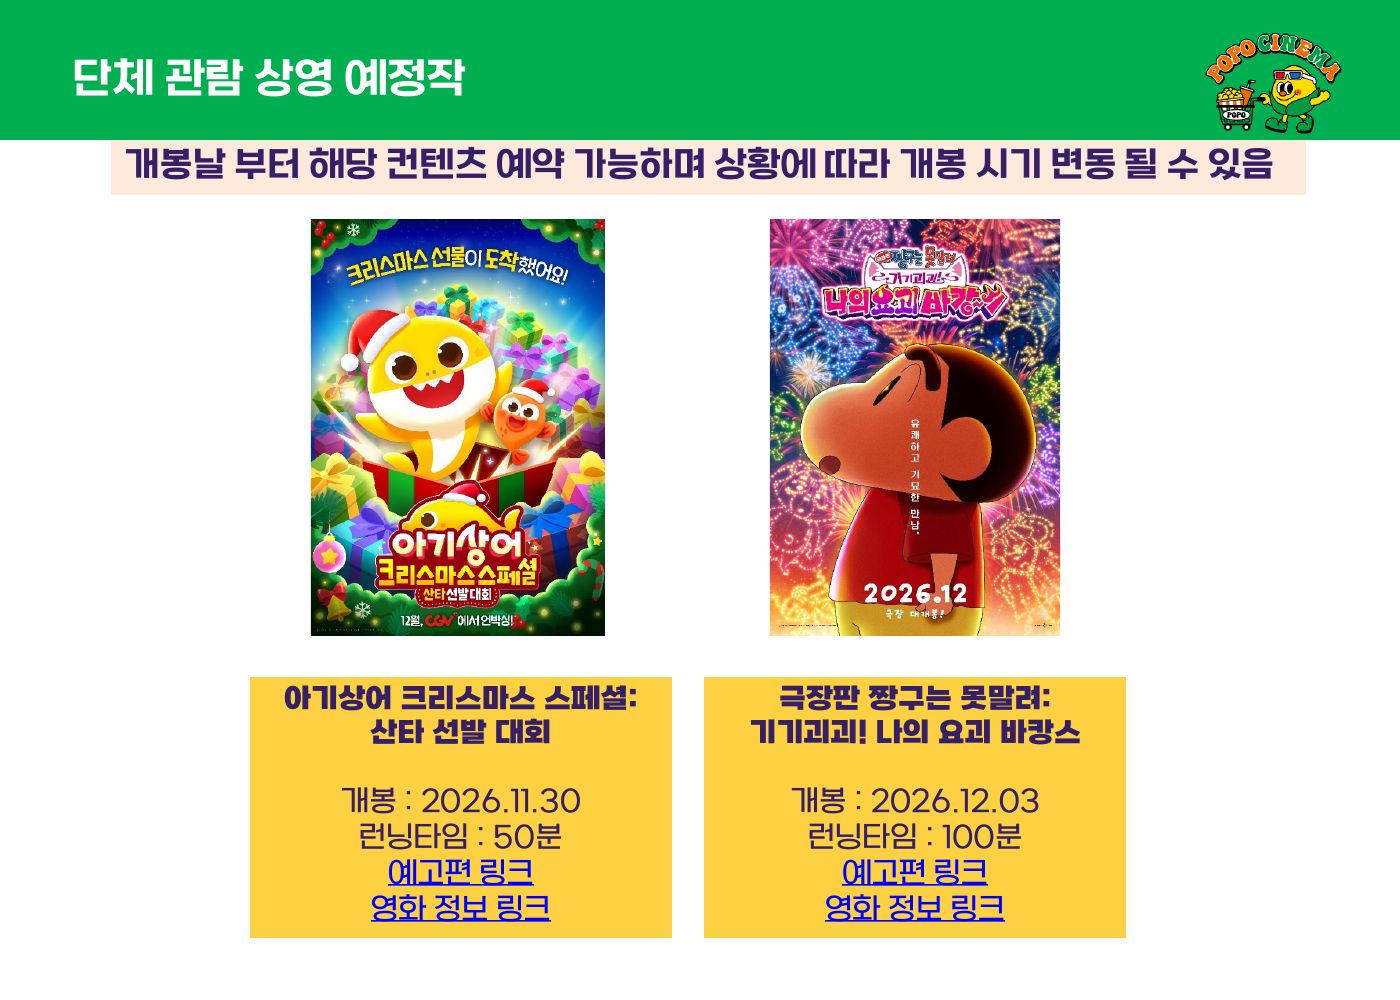 단체 관람 상영 예정작
POPO CINEMA
POPO
개봉날 부터 해당 컨텐츠 예약 가능하며 상황에 따라 개봉 시기 변동 될 수 있음
크리스마스 선물이 도착했어요!
아기상어
크리스마스 스페셜
산타 선발대회
12월, CGV 에서 언박싱!
짱구는 못말려
기기괴괴!
나의 요괴 바캉스
유쾌하고 기묘한 만남.
2026.12
극장 대개봉!
아기상어 크리스마스 스페셜:
산타 선발 대회
개봉 : 2026.11.30
런닝타임 : 50분
예고편 링크
영화 정보 링크
극장판 짱구는 못말려:
기기괴괴! 나의 요괴 바캉스
개봉 : 2026.12.03
런닝타임 : 100분
예고편 링크
영화 정보 링크